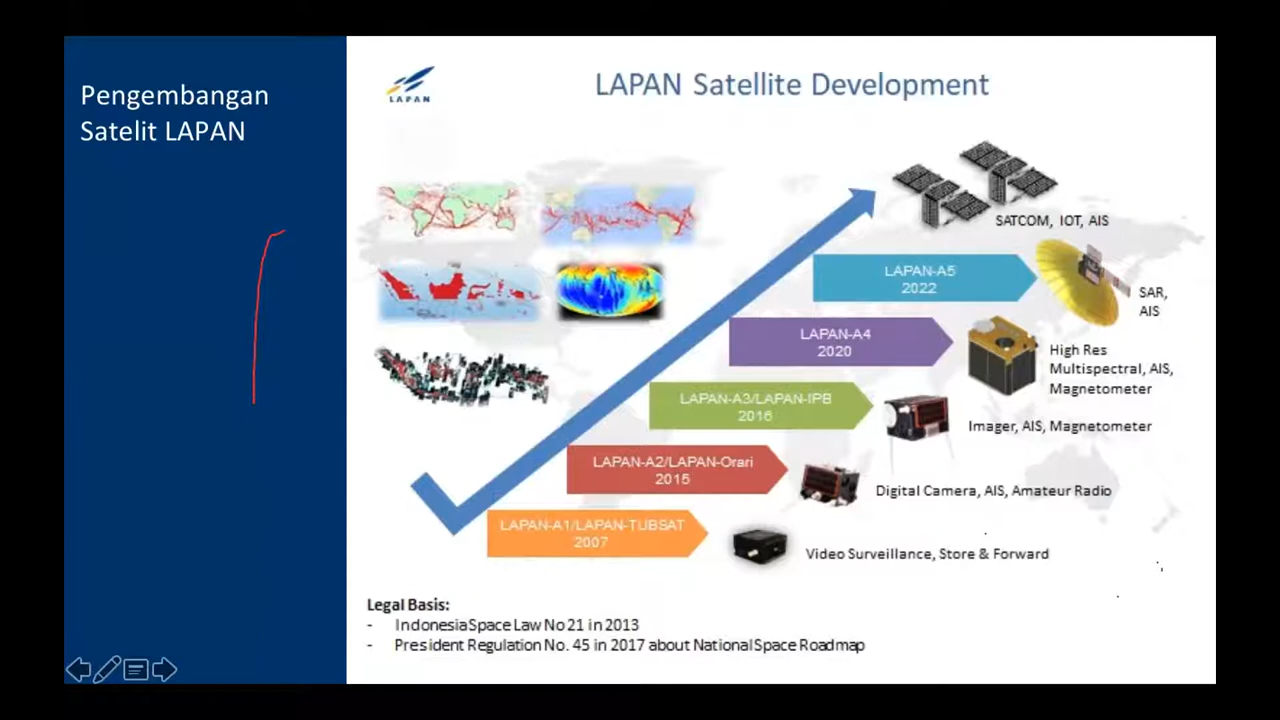 Pengembangan
Satelit LAPAN
LAPAN
LAPAN Satellite Development
SATCOM, IOT, AIS
LAPAN-A5
2022
SAR,
AIS
LAPAN-A4
2020
High Res
Multispectral, AIS,
Magnetometer
LAPAN-A3/LAPAN-IPB
2016
Imager, AIS, Magnetometer
LAPAN-A2/LAPAN-Orari
2015
Digital Camera, AIS, Amateur Radio
LAPAN-A1/LAPAN-TUBSAT
2007
Video Surveillance, Store & Forward
Legal Basis:
- Indonesia Space Law No 21 in 2013
- President Regulation No. 45 in 2017 about National Space Roadmap